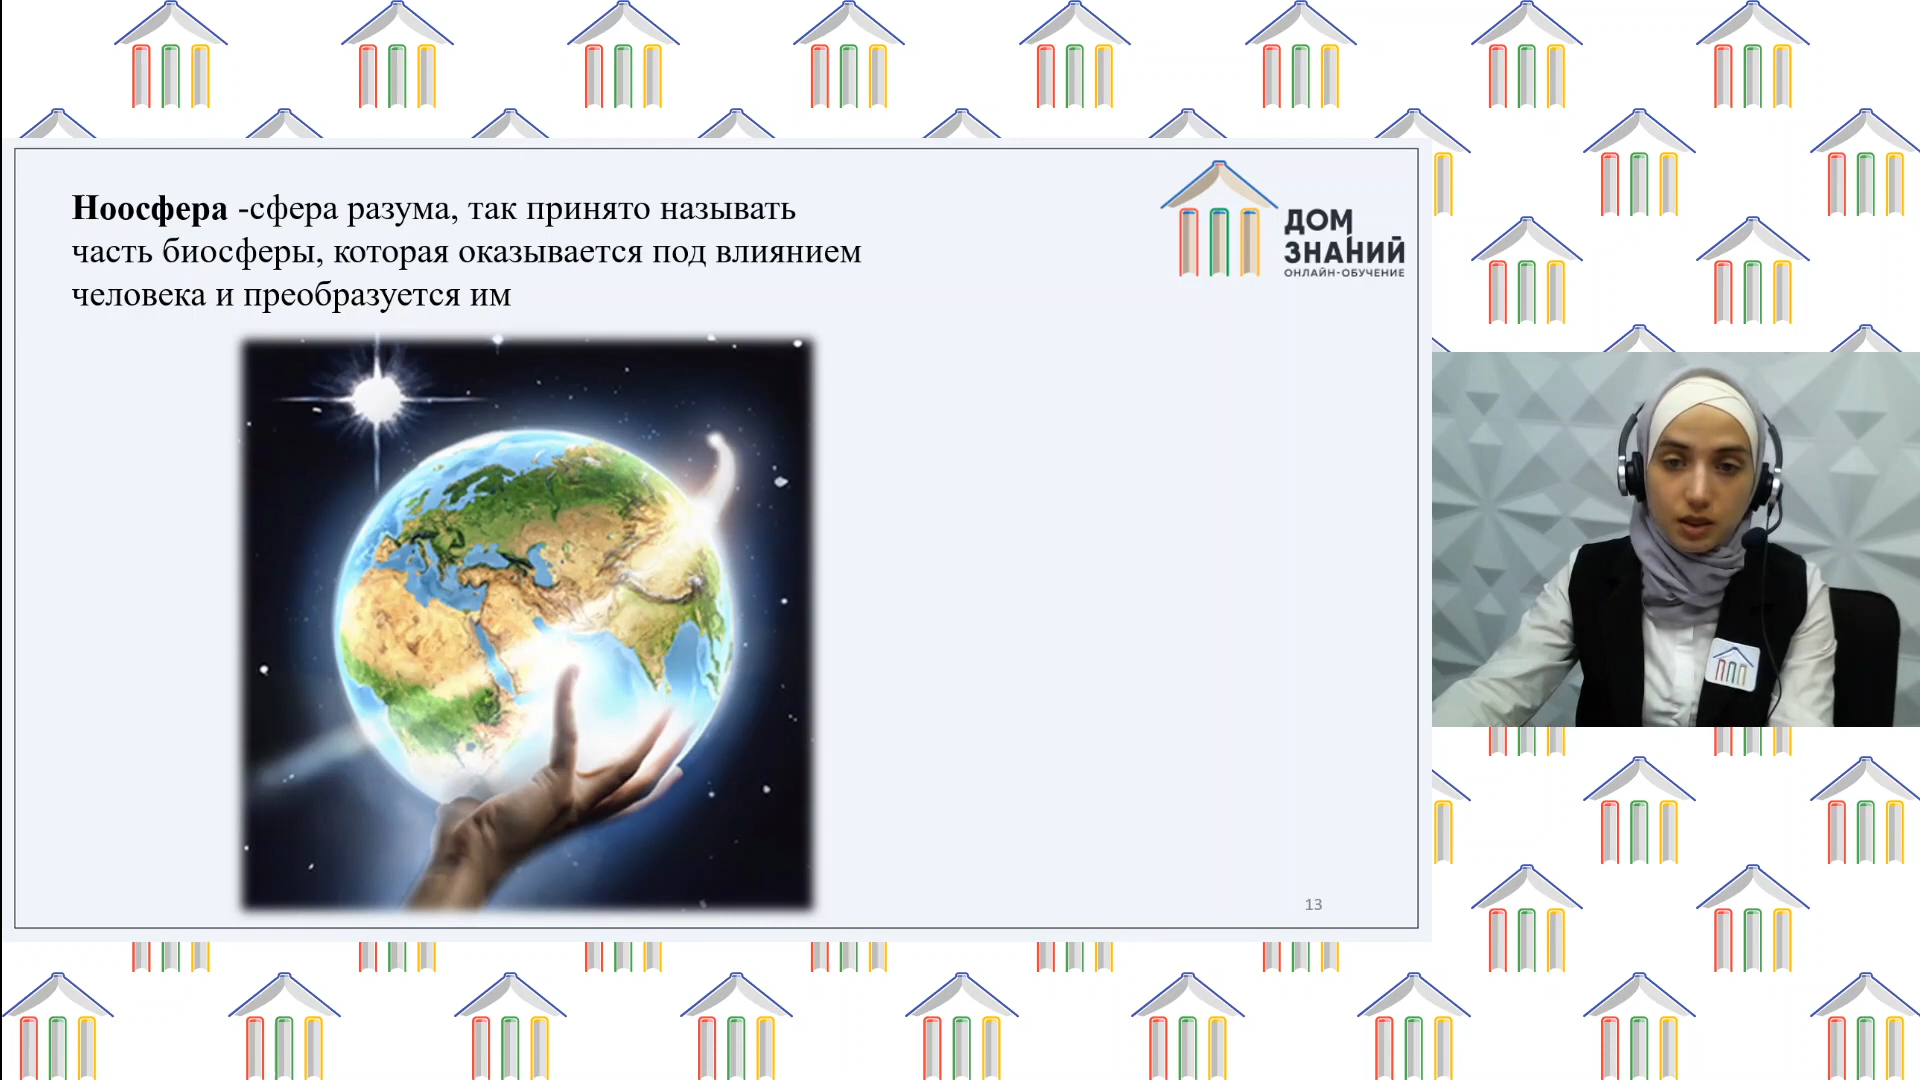 Ноосфера -сфера разума, так принято называть
часть биосферы, которая оказывается под влиянием
человека и преобразуется им
ДОМ
ЗНАНИЙ
ОНЛАЙН-ОБУЧЕНИЕ
13